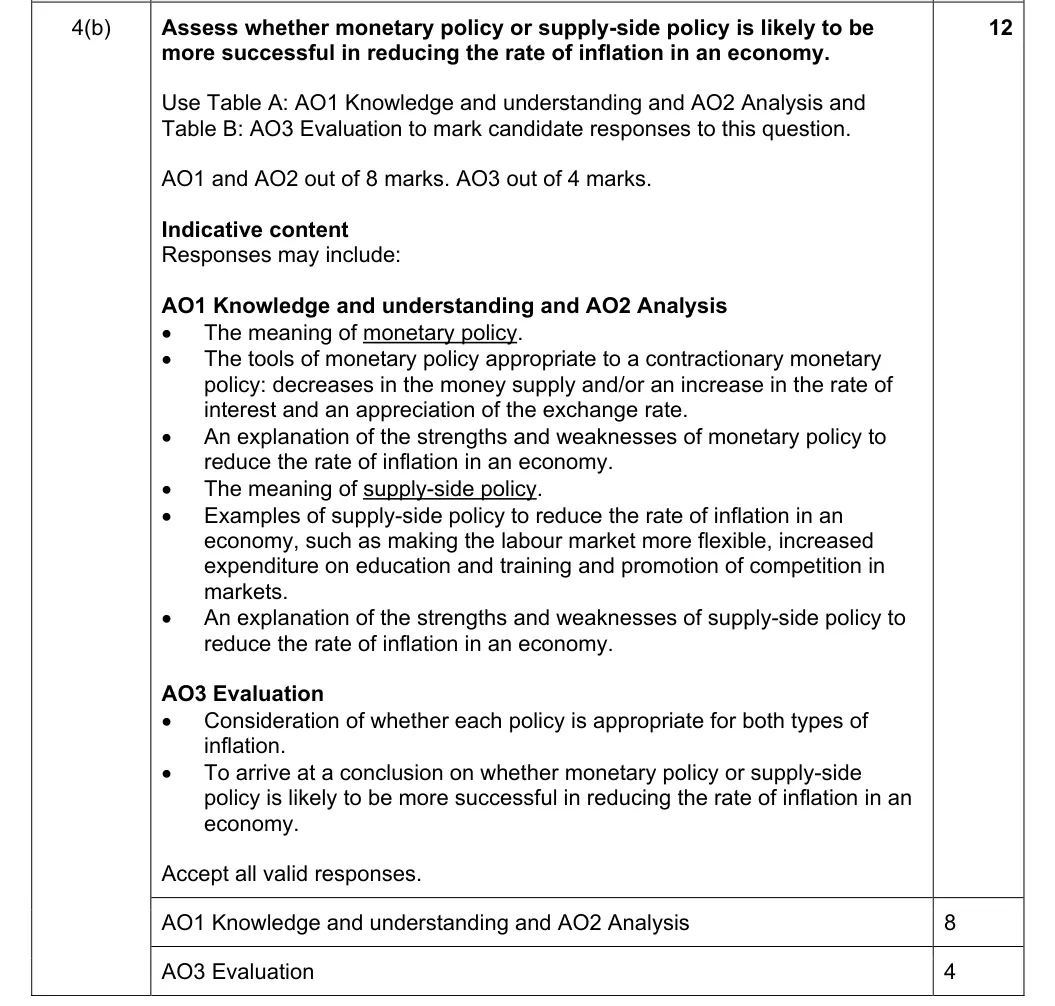 4(b) Assess whether monetary policy or supply-side policy is likely to be 12
more successful in reducing the rate of inflation in an economy.
Use Table A: AO1 Knowledge and understanding and AO2 Analysis and
Table B: AO3 Evaluation to mark candidate responses to this question.
AO1 and AO2 out of 8 marks. AO3 out of 4 marks.
Indicative content
Responses may include:
AO1 Knowledge and understanding and AO2 Analysis
• The meaning of monetary policy.
• The tools of monetary policy appropriate to a contractionary monetary
policy: decreases in the money supply and/or an increase in the rate of
interest and an appreciation of the exchange rate.
• An explanation of the strengths and weaknesses of monetary policy to
reduce the rate of inflation in an economy.
• The meaning of supply-side policy.
• Examples of supply-side policy to reduce the rate of inflation in an
economy, such as making the labour market more flexible, increased
expenditure on education and training and promotion of competition in
markets.
• An explanation of the strengths and weaknesses of supply-side policy to
reduce the rate of inflation in an economy.
AO3 Evaluation
• Consideration of whether each policy is appropriate for both types of
inflation.
• To arrive at a conclusion on whether monetary policy or supply-side
policy is likely to be more successful in reducing the rate of inflation in an
economy.
Accept all valid responses.
AO1 Knowledge and understanding and AO2 Analysis 8
AO3 Evaluation 4